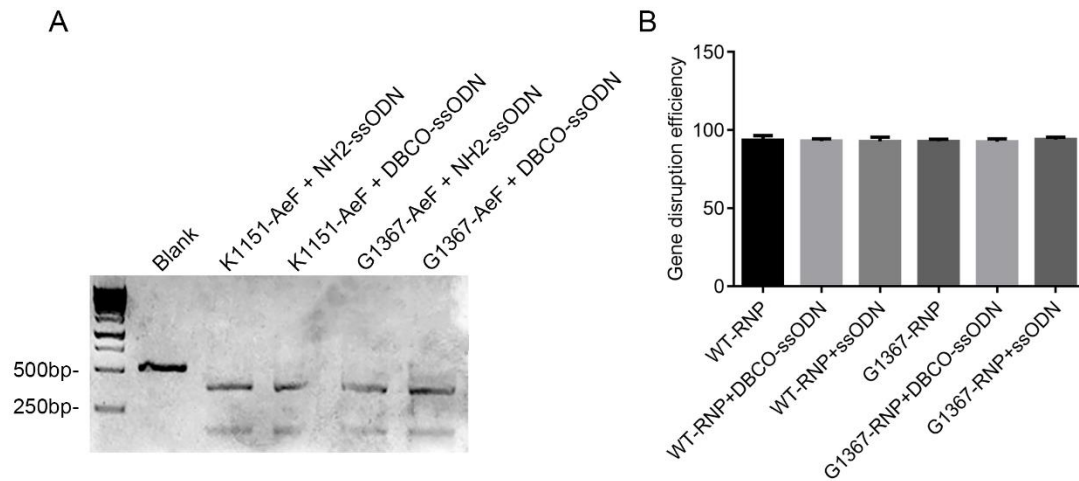 A
Blank
K1151-AeF + NH2-ssODN
K1151-AeF + DBCO-ssODN
G1367-AeF + NH2-ssODN
G1367-AeF + DBCO-ssODN
500bp-
250bp-
B
Gene disruption efficiency
150
100
50
0
WT-RNP
WT-RNP+DBCO-ssODN
WT-RNP+ssODN
G1367-RNP
G1367-RNP+DBCO-ssODN
G1367-RNP+ssODN